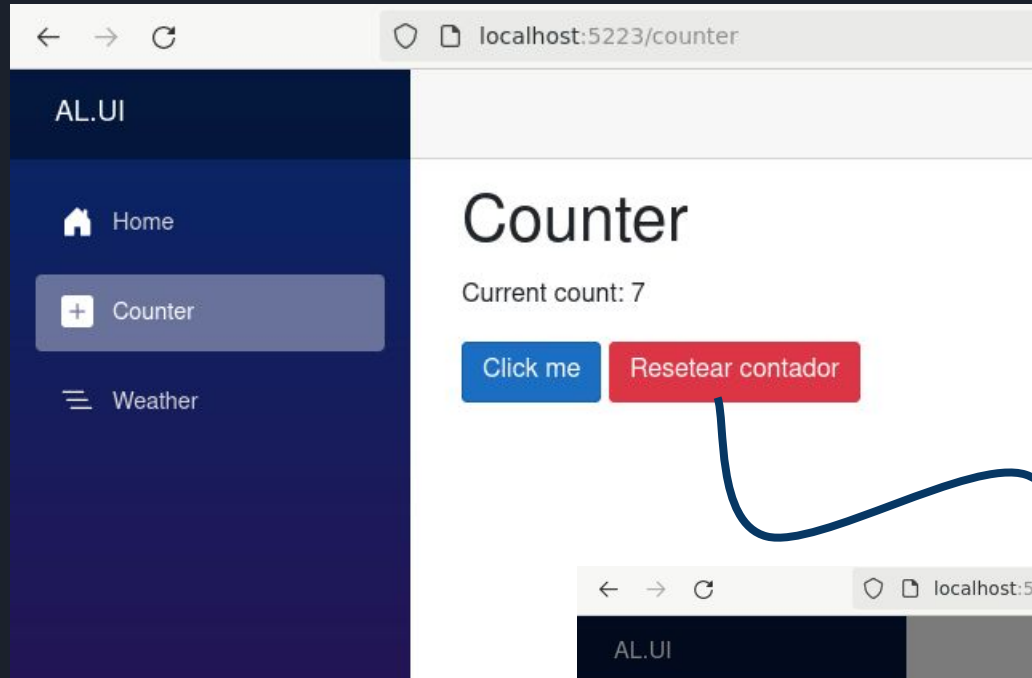 localhost:5223/counter
AL.UI
Home
Counter
Weather
Counter
Current count: 7
Click me
Resetear contador
localhost:5
AL.UI